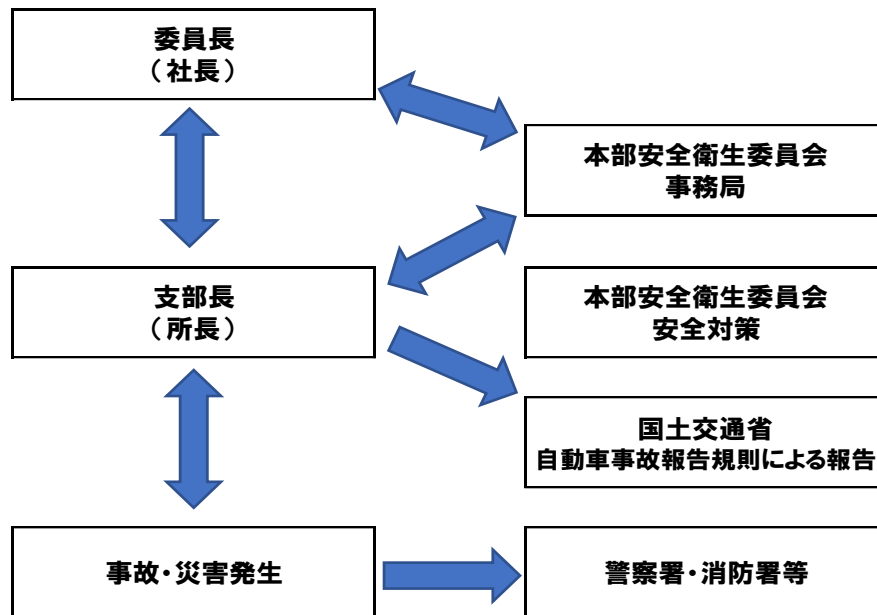 委員長
（社長）
本部安全衛生委員会
事務局
支部長
（所長）
本部安全衛生委員会
安全対策
国土交通省
自動車事故報告規則による報告
事故・災害発生
警察署・消防署等